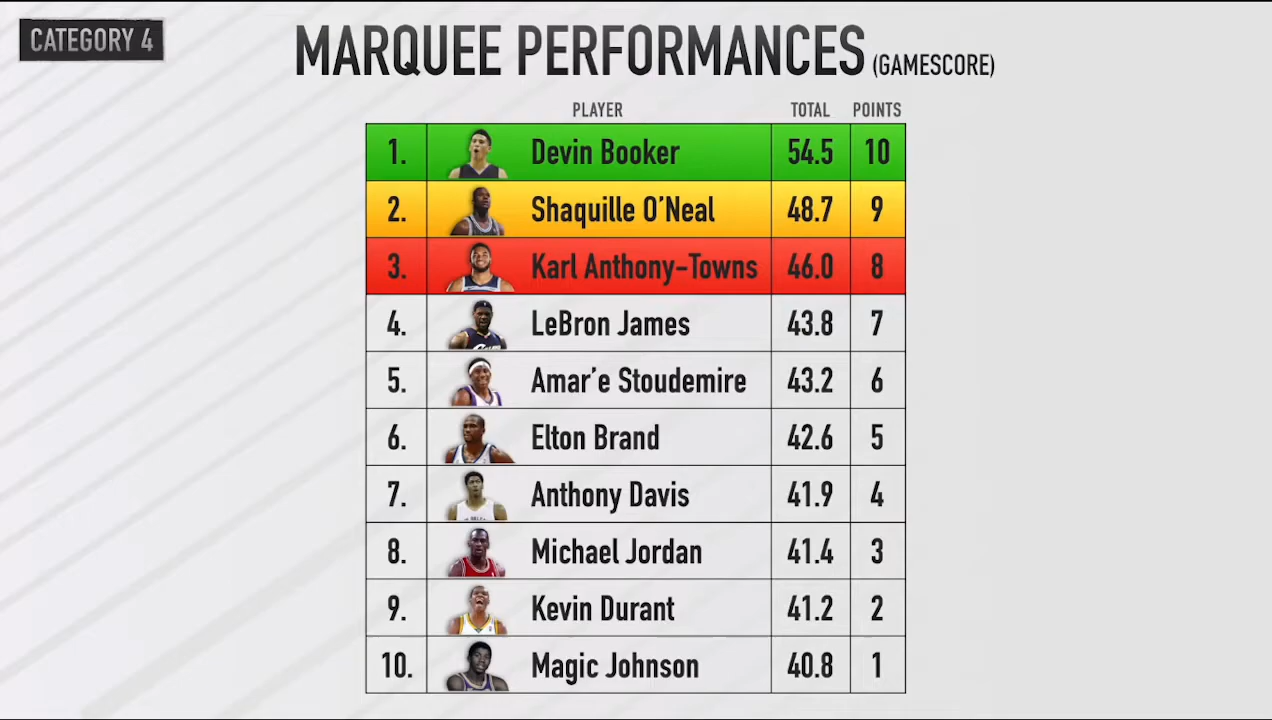 CATEGORY 4
MARQUEE PERFORMANCES (GAMESCORE)
PLAYER TOTAL POINTS
1. Devin Booker 54.5 10
2. Shaquille O'Neal 48.7 9
3. Karl Anthony-Towns 46.0 8
4. LeBron James 43.8 7
5. Amar'e Stoudemire 43.2 6
6. Elton Brand 42.6 5
7. Anthony Davis 41.9 4
8. Michael Jordan 41.4 3
9. Kevin Durant 41.2 2
10. Magic Johnson 40.8 1